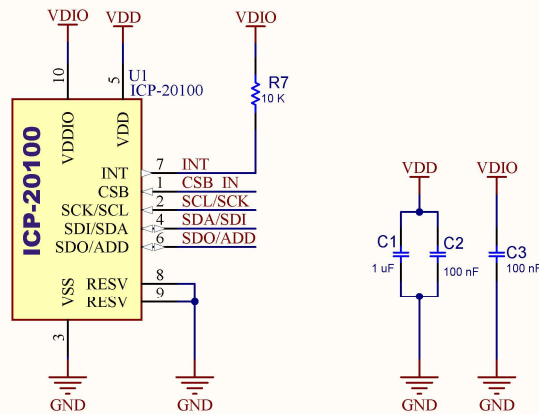 VDIO
VDD
VDIO
10
5
U1
ICP-20100
R7
10 K
ICP-20100
VDDIO
VDD
INT
7
INT
CSB
1
CSB IN
SCK/SCL
2
SCL/SCK
SDI/SDA
4
SDA/SDI
SDO/ADD
6
SDO/ADD
VSS
RESV
8
RESV
9
3
GND
GND
VDD
VDIO
C1
1 uF
C2
100 nF
C3
100 nF
GND
GND